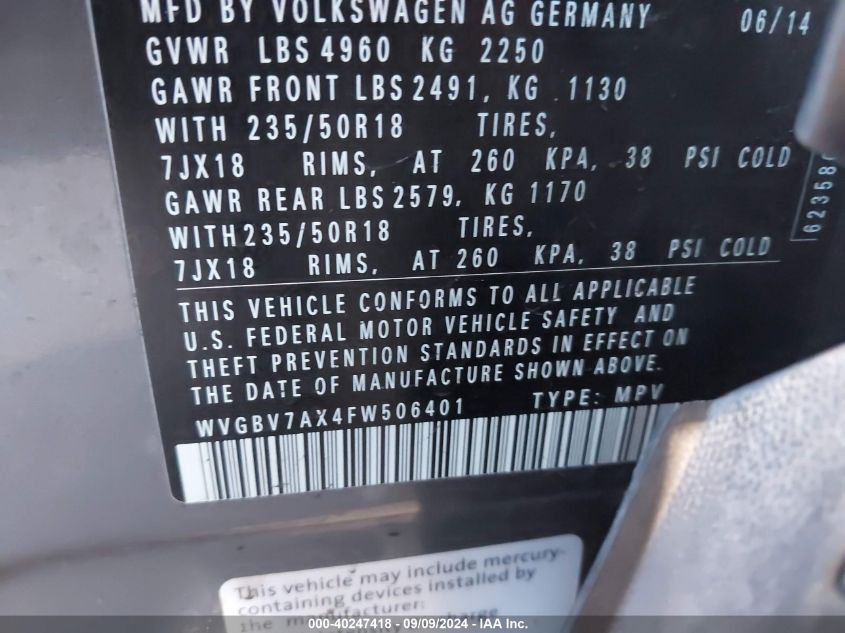 MFD BY VOLKSWAGEN AG GERMANY 06/14
GVWR LBS 4960 KG 2250
GAWR FRONT LBS 2491, KG 1130
WITH 235/50R18 TIRES,
7JX18 RIMS, AT 260 KPA, 38 PSI COLD
GAWR REAR LBS 2579, KG 1170
WITH 235/50R18 TIRES,
7JX18 RIMS, AT 260 KPA, 38 PSI COLD
THIS VEHICLE CONFORMS TO ALL APPLICABLE
U.S. FEDERAL MOTOR VEHICLE SAFETY AND
THEFT PREVENTION STANDARDS IN EFFECT ON
THE DATE OF MANUFACTURE SHOWN ABOVE.
WVGBV7AX4FW506401 TYPE: MPV
This vehicle may include mercury-
containing devices installed by
the manufacturer:
000-40247418 - 09/09/2024 - IAA Inc.